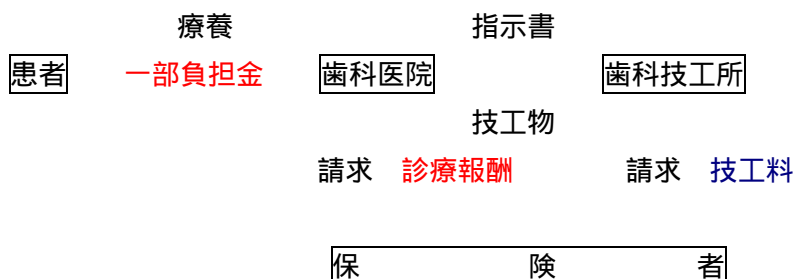 療養 指示書
患者 一部負担金 歯科医院 歯科技工所
技工物
請求 診療報酬 請求 技工料
保険者